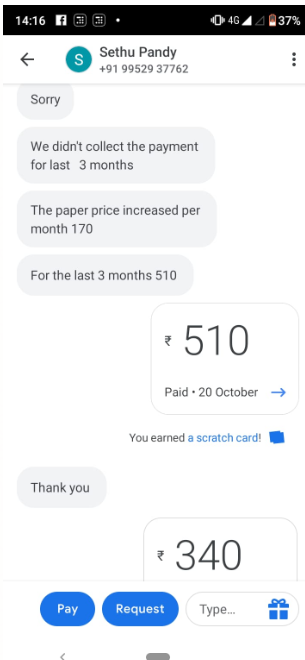 14:16 4G 37%
Sethu Pandy
+91 99529 37762
Sorry
We didn't collect the payment
for last 3 months
The paper price increased per
month 170
For the last 3 months 510
₹ 510
Paid • 20 October →
You earned a scratch card!
Thank you
₹ 340
Pay Request Type...